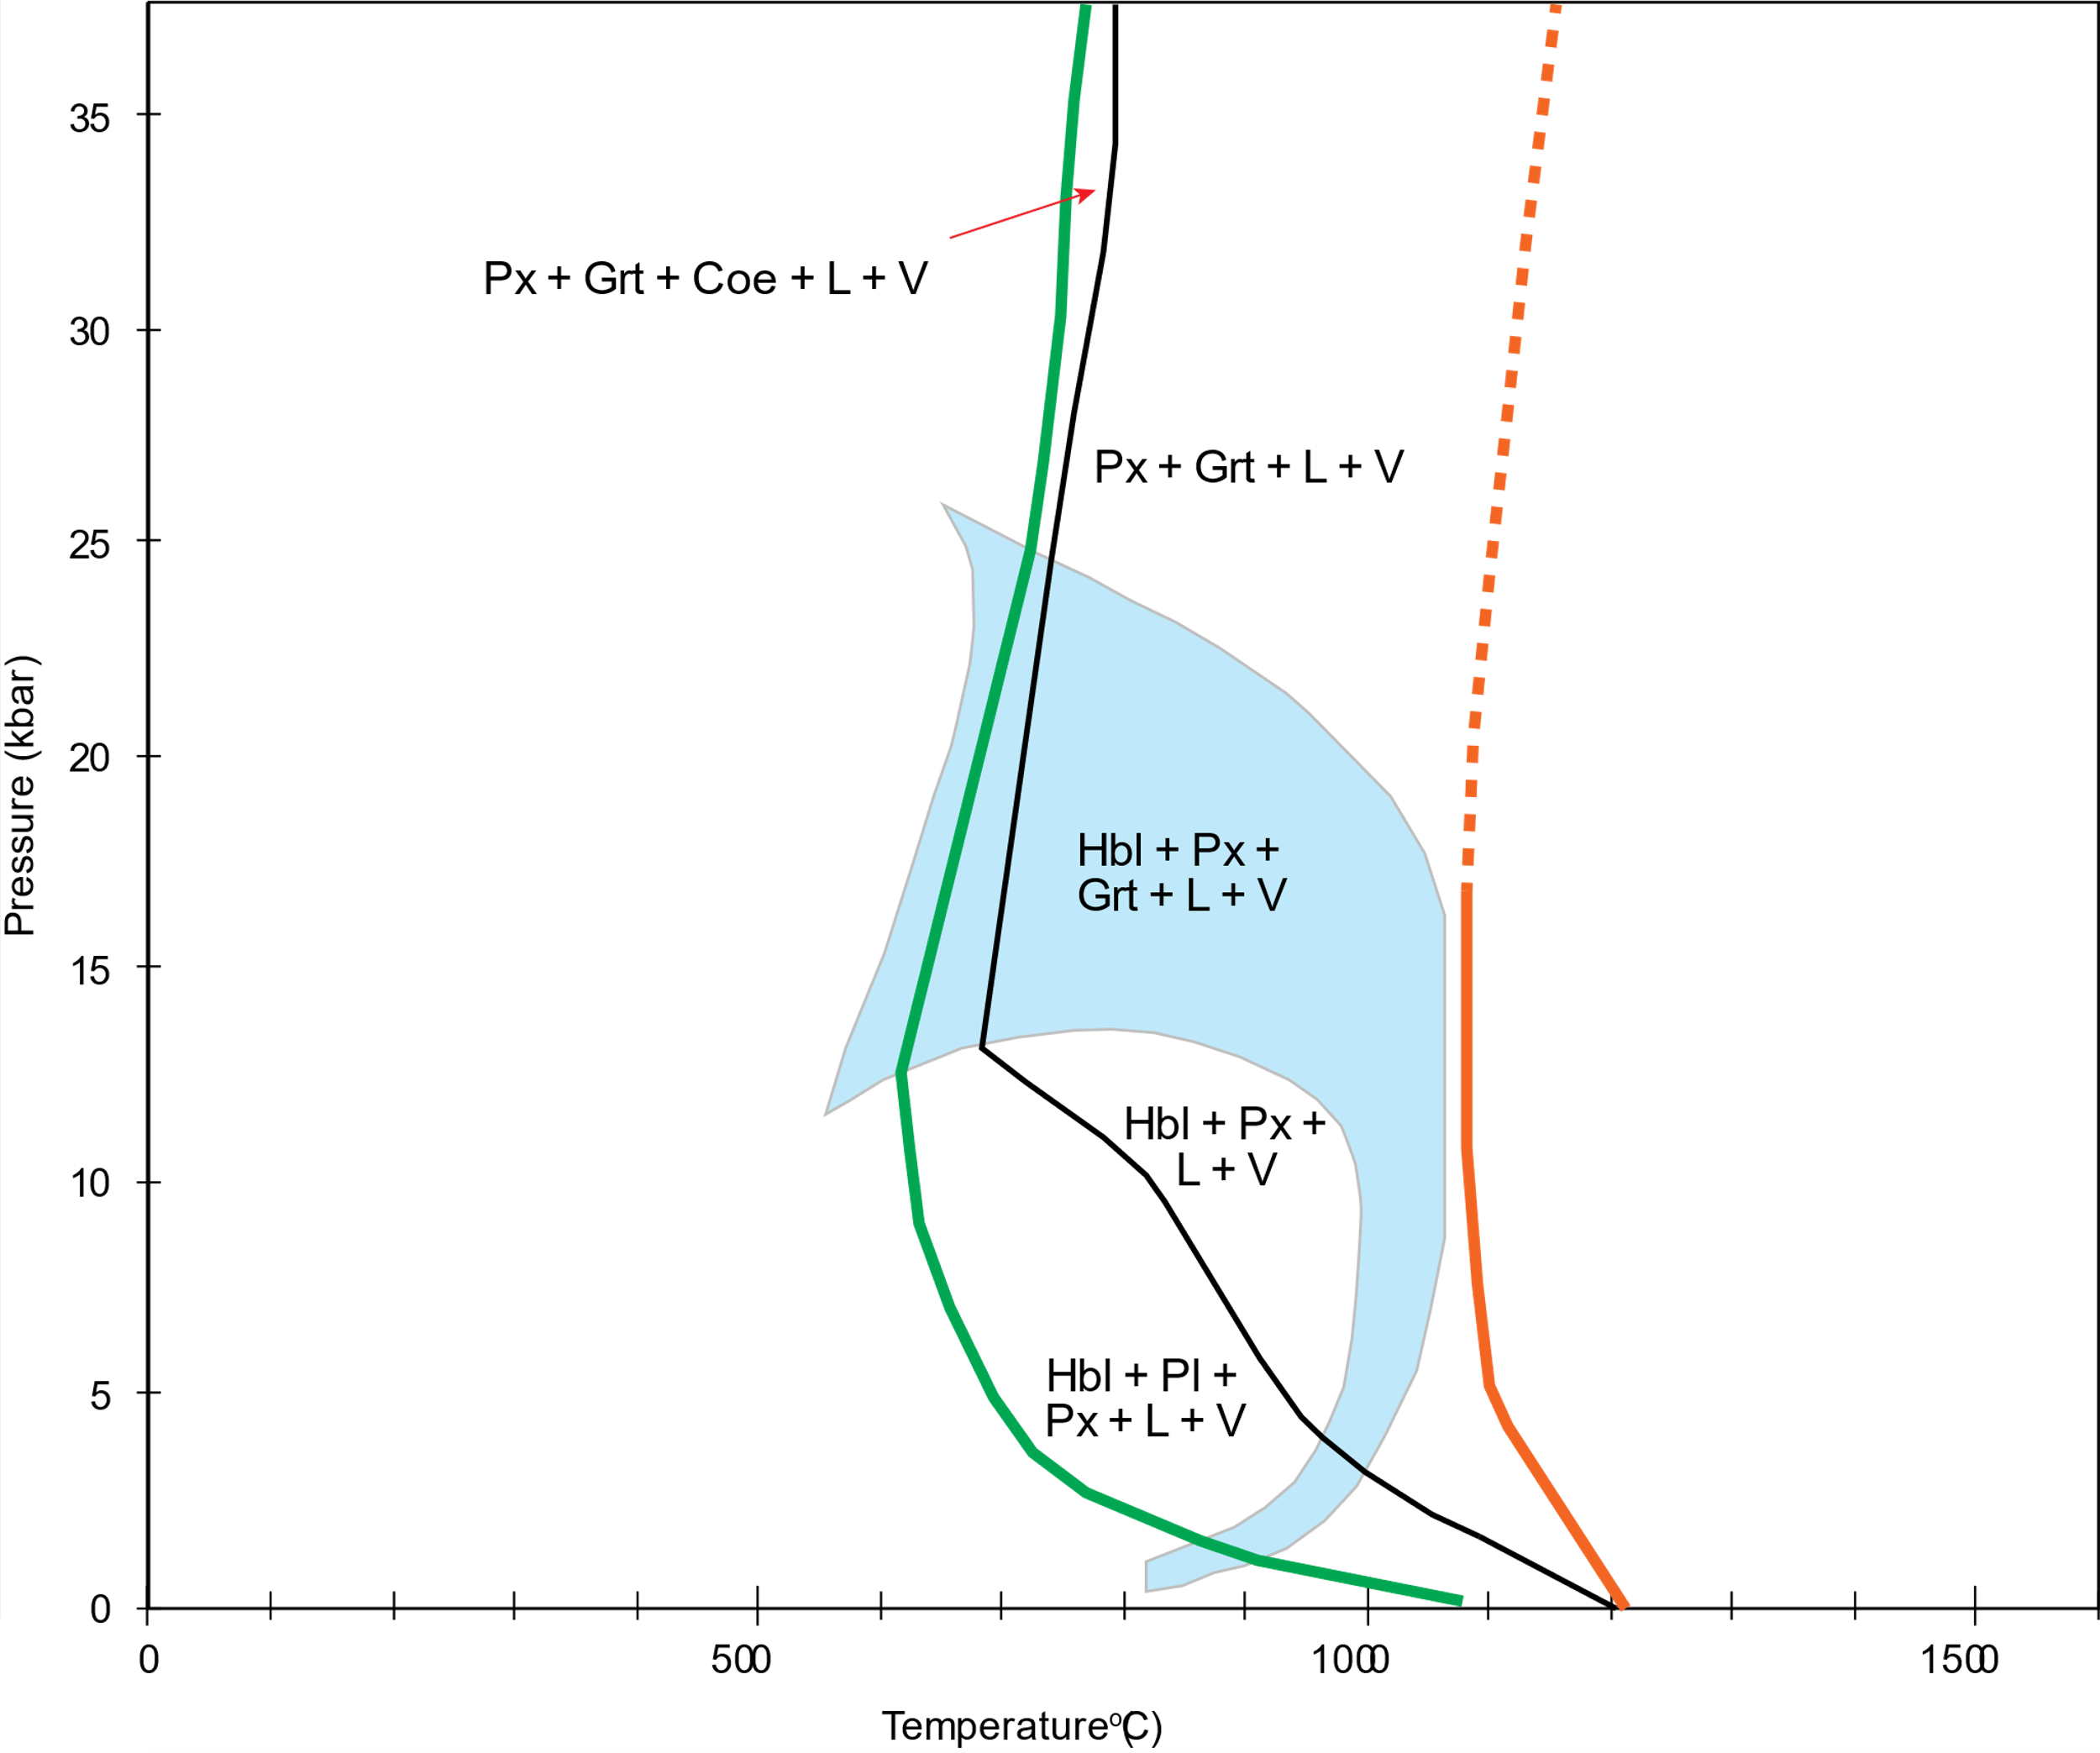 35
Px + Grt + Coe + L + V
30
Px + Grt + L + V
25
Pressure (kbar)
20
Hbl + Px +
Grt + L + V
15
Hbl + Px +
L + V
10
Hbl + Pl +
Px + L + V
5
0
0 500 1000 1500
Temperature (ºC)